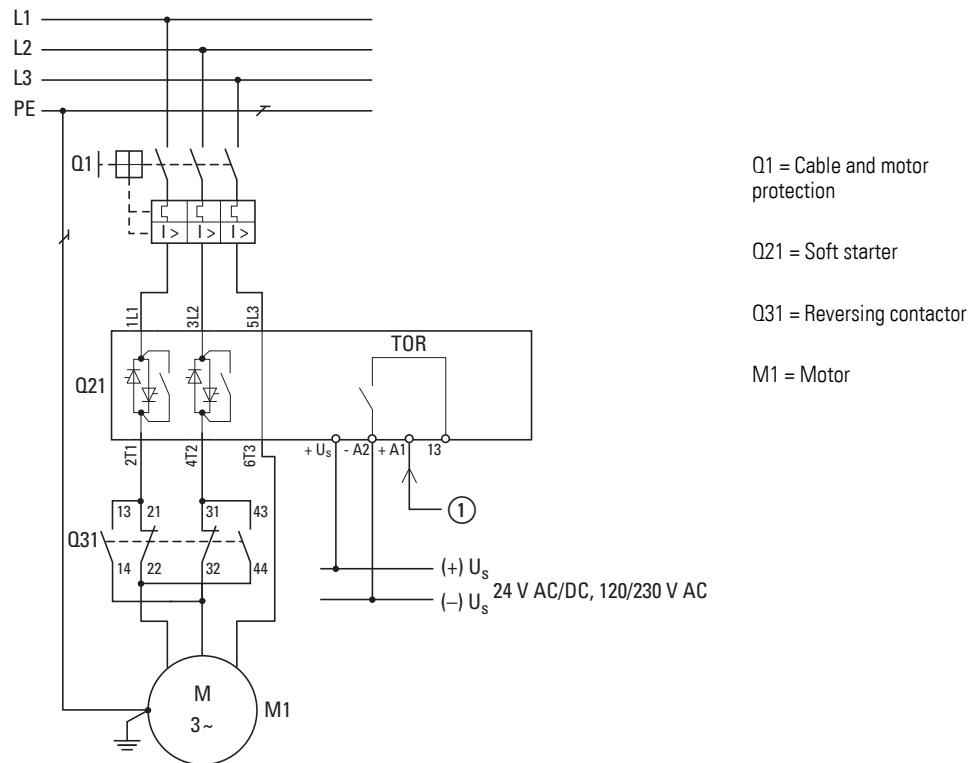 L1
L2
L3
PE
Q1
I > I > I >
Q1 = Cable and motor
protection
Q21 = Soft starter
Q31 = Reversing contactor
M1 = Motor
1L1 3L2 5L3
TOR
Q21
2T1 4T2 6T3
+ Us - A2 + A1 13
13 21 31 43
Q31
14 22 32 44
1
(+) Us
24 V AC/DC, 120/230 V AC
(–) Us
M
3 ~
M1